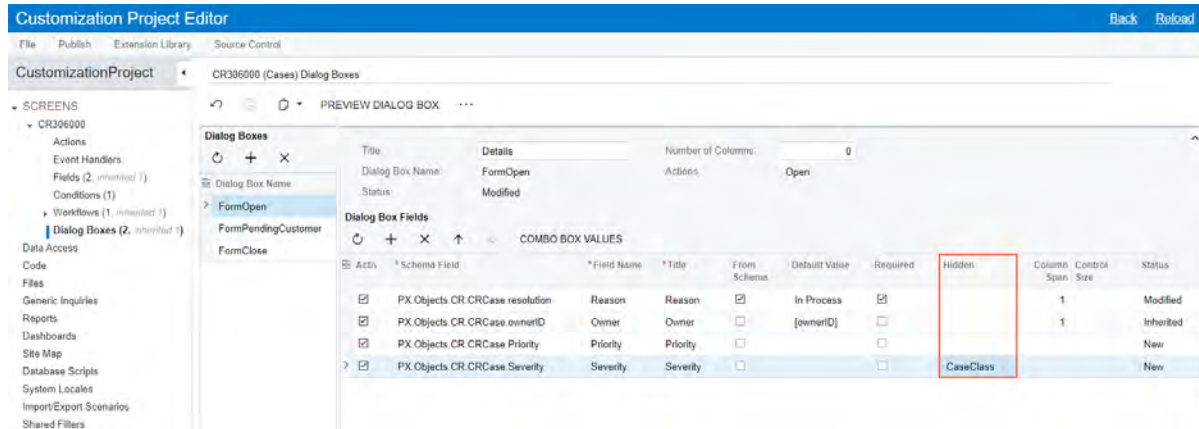 Customization Project Editor
Back Reload
File Publish Extension Library Source Control
CustomizationProject
CR306000 (Cases) Dialog Boxes
SCREENS
CR306000
Actions
Event Handlers
Fields (2, inherited 1)
Conditions (1)
Workflows (1, inherited 1)
Dialog Boxes (2, inherited 1)
Data Access
Code
Files
Generic Inquiries
Reports
Dashboards
Site Map
Database Scripts
System Locales
Import/Export Scenarios
Shared Filters
PREVIEW DIALOG BOX ...
Dialog Boxes
Dialog Box Name
FormOpen
FormPendingCustomer
FormClose
Title: Details Number of Columns: 0
Dialog Box Name: FormOpen Actions: Open
Status: Modified
Dialog Box Fields
COMBO BOX VALUES
Activ *Schema Field *Field Name *Title From Schema Default Value Required Hidden Column Span Control Size Status
PX.Objects.CR.CRCase.resolution Reason Reason In Process 1 Modified
PX.Objects.CR.CRCase.ownerID Owner Owner [ownerID] 1 Inherited
PX.Objects.CR.CRCase.Priority Priority Priority New
PX.Objects.CR.CRCase.Severity Severity Severity CaseClass New